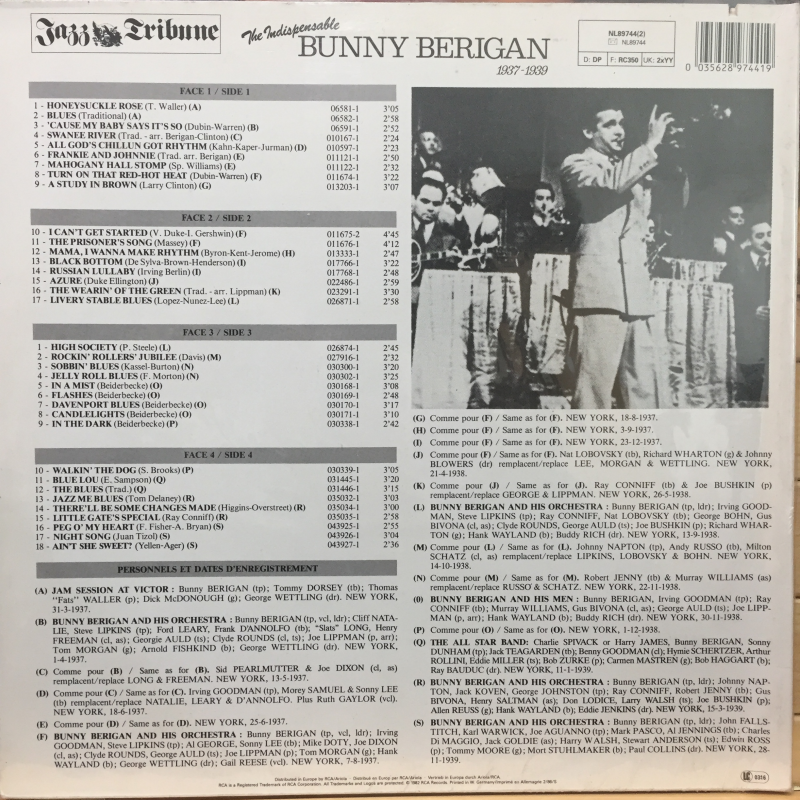 Jazz Tribune
The Indispensable
BUNNY BERIGAN
1937-1939
NL89744(2)
NL89744
D: DP F: RC350 UK: 2xYY
0 035628 974419
FACE 1 / SIDE 1
1 - HONEYSUCKLE ROSE (T. Waller) (A) 06581-1 3'05
2 - BLUES (Traditional) (A) 06582-1 2'58
3 - 'CAUSE MY BABY SAYS IT'S SO (Dubin-Warren) (B) 06591-1 2'52
4 - SWANEE RIVER (Trad. - arr. Berigan-Clinton) (C) 010167-1 2'24
5 - ALL GOD'S CHILLUN GOT RHYTHM (Kahn-Kaper-Jurman) (D) 010597-1 2'23
6 - FRANKIE AND JOHNNIE (Trad. arr. Berigan) (E) 011121-1 2'50
7 - MAHOGANY HALL STOMP (Sp. Williams) (E) 011122-1 2'32
8 - TURN ON THAT RED-HOT HEAT (Dubin-Warren) (F) 011674-1 3'22
9 - A STUDY IN BROWN (Larry Clinton) (G) 013203-1 3'07
FACE 2 / SIDE 2
10 - I CAN'T GET STARTED (V. Duke-I. Gershwin) (F) 011675-2 4'45
11 - THE PRISONER'S SONG (Massey) (F) 011676-1 4'12
12 - MAMA, I WANNA MAKE RHYTHM (Byron-Kent-Jerome) (H) 013333-1 2'47
13 - BLACK BOTTOM (De Sylva-Brown-Henderson) (I) 017766-1 3'22
14 - RUSSIAN LULLABY (Irving Berlin) (I) 017768-1 2'48
15 - AZURE (Duke Ellington) (J) 022486-1 2'59
16 - THE WEARIN' OF THE GREEN (Trad. - arr. Lippman) (K) 023291-1 3'30
17 - LIVERY STABLE BLUES (Lopez-Nunez-Lee) (L) 026871-1 2'58
FACE 3 / SIDE 3
1 - HIGH SOCIETY (P. Steele) (L) 026874-1 2'45
2 - ROCKIN' ROLLERS' JUBILEE (Davis) (M) 027916-1 2'32
3 - SOBBIN' BLUES (Kassel-Burton) (N) 030300-1 3'20
4 - JELLY ROLL BLUES (F. Morton) (N) 030302-1 3'25
5 - IN A MIST (Beiderbecke) (O) 030168-1 3'08
6 - FLASHES (Beiderbecke) (O) 030169-1 2'48
7 - DAVENPORT BLUES (Beiderbecke) (O) 030170-1 3'17
8 - CANDLELIGHTS (Beiderbecke) (O) 030171-1 3'10
9 - IN THE DARK (Beiderbecke) (P) 030338-1 2'42
FACE 4 / SIDE 4
10 - WALKIN' THE DOG (S. Brooks) (P) 030339-1 3'05
11 - BLUE LOU (E. Sampson) (Q) 031445-1 3'20
12 - THE BLUES (Trad.) (Q) 031446-1 3'15
13 - JAZZ ME BLUES (Tom Delaney) (R) 035032-1 3'03
14 - THERE'LL BE SOME CHANGES MADE (Higgins-Overstreet) (R) 035034-1 3'00
15 - LITTLE GATE'S SPECIAL (Ray Conniff) (R) 035035-1 2'58
16 - PEG O' MY HEART (F. Fisher-A. Bryan) (S) 043925-1 2'55
17 - NIGHT SONG (Juan Tizol) (S) 043926-1 3'04
18 - AIN'T SHE SWEET? (Yellen-Ager) (S) 043927-1 2'36
PERSONNELS ET DATES D'ENREGISTREMENT
(A) JAM SESSION AT VICTOR : Bunny BERIGAN (tp); Tommy DORSEY (tb); Thomas
"Fats" WALLER (p); Dick McDONOUGH (g); George WETTLING (dr). NEW YORK,
31-3-1937.
(B) BUNNY BERIGAN AND HIS ORCHESTRA : Bunny BERIGAN (tp, vcl, ldr); Cliff NATA-
LIE, Steve LIPKINS (tp); Ford LEARY, Frank D'ANNOLFO (tb); "Slats" LONG, Henry
FREEMAN (cl, as); George AULD (ts); Clyde ROUNDS (cl, ts); Joe LIPPMAN (p, arr);
Tom MORGAN (g); Arnold FISHKIND (b); George WETTLING (dr). NEW YORK,
1-4-1937.
(C) Comme pour (B) / Same as for (B). Sid PEARLMUTTER & Joe DIXON (cl, as)
remplacent/replace LONG & FREEMAN. NEW YORK, 13-5-1937.
(D) Comme pour (C) / Same as for (C). Irving GOODMAN (tp), Morey SAMUEL & Sonny LEE
(tb) remplacent/replace NATALIE, LEARY & D'ANNOLFO. Plus Ruth GAYLOR (vcl).
NEW YORK, 18-6-1937.
(E) Comme pour (D) / Same as for (D). NEW YORK, 25-6-1937.
(F) BUNNY BERIGAN AND HIS ORCHESTRA : Bunny BERIGAN (tp, vcl, ldr); Irving
GOODMAN, Steve LIPKINS (tp); Al GEORGE, Sonny LEE (tb); Mike DOTY, Joe DIXON
(cl, as); Clyde ROUNDS, George AULD (ts); Joe LIPPMAN (p); Tom MORGAN (g); Hank
WAYLAND (b); George WETTLING (dr); Gail REESE (vcl). NEW YORK, 7-8-1937.
(G) Comme pour (F) / Same as for (F). NEW YORK, 18-8-1937.
(H) Comme pour (F) / Same as for (F). NEW YORK, 3-9-1937.
(I) Comme pour (F) / Same as for (F). NEW YORK, 23-12-1937.
(J) Comme pour (F) / Same as for (F). Nat LOBOVSKY (tb), Richard WHARTON (g) & Johnny
BLOWERS (dr) remplacent/replace LEE, MORGAN & WETTLING. NEW YORK,
21-4-1938.
(K) Comme pour (J) / Same as for (J). Ray CONNIFF (tb) & Joe BUSHKIN (p)
remplacent/replace GEORGE & LIPPMAN. NEW YORK, 26-5-1938.
(L) BUNNY BERIGAN AND HIS ORCHESTRA : Bunny BERIGAN (tp, ldr); Irving GOOD-
MAN, Steve LIPKINS (tp); Ray CONNIFF, Nat LOBOVSKY (tb); George BOHN, Gus
BIVONA (cl, as); Clyde ROUNDS, George AULD (ts); Joe BUSHKIN (p); Richard WHAR-
TON (g); Hank WAYLAND (b); Buddy RICH (dr). NEW YORK, 13-9-1938.
(M) Comme pour (L) / Same as for (L). Johnny NAPTON (tp), Andy RUSSO (tb), Milton
SCHATZ (cl, as) remplacent/replace LIPKINS, LOBOVSKY & BOHN. NEW YORK,
14-10-1938.
(N) Comme pour (M) / Same as for (M). Robert JENNY (tb) & Murray WILLIAMS (as)
remplacent/replace RUSSO & SCHATZ. NEW YORK, 22-11-1938.
(O) BUNNY BERIGAN AND HIS MEN : Bunny BERIGAN, Irving GOODMAN (tp); Ray
CONNIFF (tb); Murray WILLIAMS, Gus BIVONA (cl, as); George AULD (ts); Joe LIPP-
MAN (p, arr); Hank WAYLAND (b); Buddy RICH (dr). NEW YORK, 30-11-1938.
(P) Comme pour (O) / Same as for (O). NEW YORK, 1-12-1938.
(Q) THE ALL STAR BAND: Charlie SPIVACK or Harry JAMES, Bunny BERIGAN, Sonny
DUNHAM (tp); Jack TEAGARDEN (tb); Benny GOODMAN (cl); Hymie SCHERTZER, Arthur
ROLLINI, Eddie MILLER (ts); Bob ZURKE (p); Carmen MASTREN (g); Bob HAGGART (b);
Ray BAUDUC (dr). NEW YORK, 11-1-1939.
(R) BUNNY BERIGAN AND HIS ORCHESTRA : Bunny BERIGAN (tp, ldr); Johnny NAP-
TON, Jack KOVEN, George JOHNSTON (tp); Ray CONNIFF, Robert JENNY (tb); Gus
BIVONA, Henry SALTMAN (as); Don LODICE, Larry WALSH (ts); Joe BUSHKIN (p);
Allen REUSS (g); Hank WAYLAND (b); Eddie JENKINS (dr). NEW YORK, 15-3-1939.
(S) BUNNY BERIGAN AND HIS ORCHESTRA : Bunny BERIGAN (tp, ldr); John FALLS-
TITCH, Karl WARWICK, Joe AGUANNO (tp); Mark PASCO, Al JENNINGS (tb); Charles
Di MAGGIO, Jack GOLDIE (as); Harry WALSH, Stewart ANDERSON (ts); Edwin ROSS
(p); Tommy MOORE (g); Mort STUHLMAKER (b); Paul COLLINS (dr). NEW YORK, 28-
11-1939.
Distributed in Europe by RCA/Ariola - Distribué en Europe par RCA/Ariola - Vertrieb in Europa durch Ariola/RCA.
RCA is a Registered Trademark of RCA Corporation. All Trademarks and Logos are protected. © 1982 RCA Records. Printed in W. Germany/Imprimé en Allemagne
LC 0316